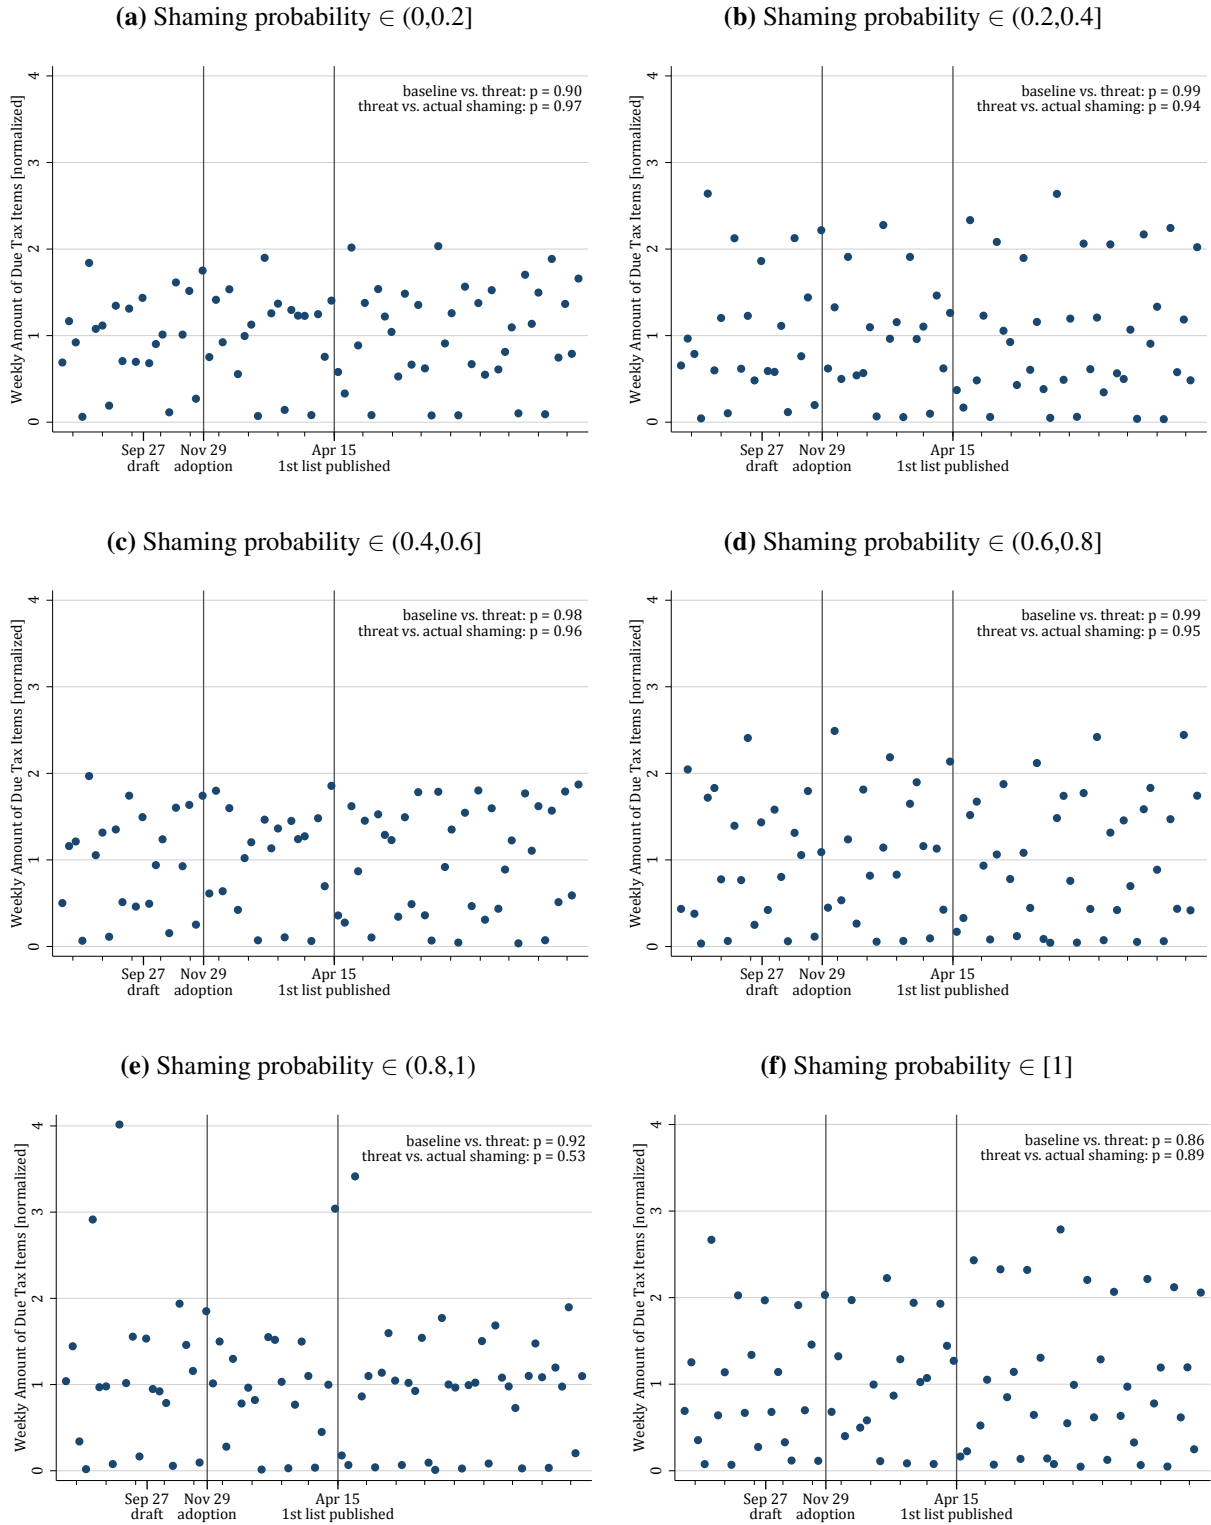 (a) Shaming probability ∈ (0,0.2]
Weekly Amount of Due Tax Items [normalized]
4
3
2
1
0
baseline vs. threat: p = 0.90
threat vs. actual shaming: p = 0.97
Sep 27 Nov 29 Apr 15
draft adoption 1st list published
(b) Shaming probability ∈ (0.2,0.4]
Weekly Amount of Due Tax Items [normalized]
4
3
2
1
0
baseline vs. threat: p = 0.99
threat vs. actual shaming: p = 0.94
Sep 27 Nov 29 Apr 15
draft adoption 1st list published
(c) Shaming probability ∈ (0.4,0.6]
Weekly Amount of Due Tax Items [normalized]
4
3
2
1
0
baseline vs. threat: p = 0.98
threat vs. actual shaming: p = 0.96
Sep 27 Nov 29 Apr 15
draft adoption 1st list published
(d) Shaming probability ∈ (0.6,0.8]
Weekly Amount of Due Tax Items [normalized]
4
3
2
1
0
baseline vs. threat: p = 0.99
threat vs. actual shaming: p = 0.95
Sep 27 Nov 29 Apr 15
draft adoption 1st list published
(e) Shaming probability ∈ (0.8,1)
Weekly Amount of Due Tax Items [normalized]
4
3
2
1
0
baseline vs. threat: p = 0.92
threat vs. actual shaming: p = 0.53
Sep 27 Nov 29 Apr 15
draft adoption 1st list published
(f) Shaming probability ∈ [1]
Weekly Amount of Due Tax Items [normalized]
4
3
2
1
0
baseline vs. threat: p = 0.86
threat vs. actual shaming: p = 0.89
Sep 27 Nov 29 Apr 15
draft adoption 1st list published